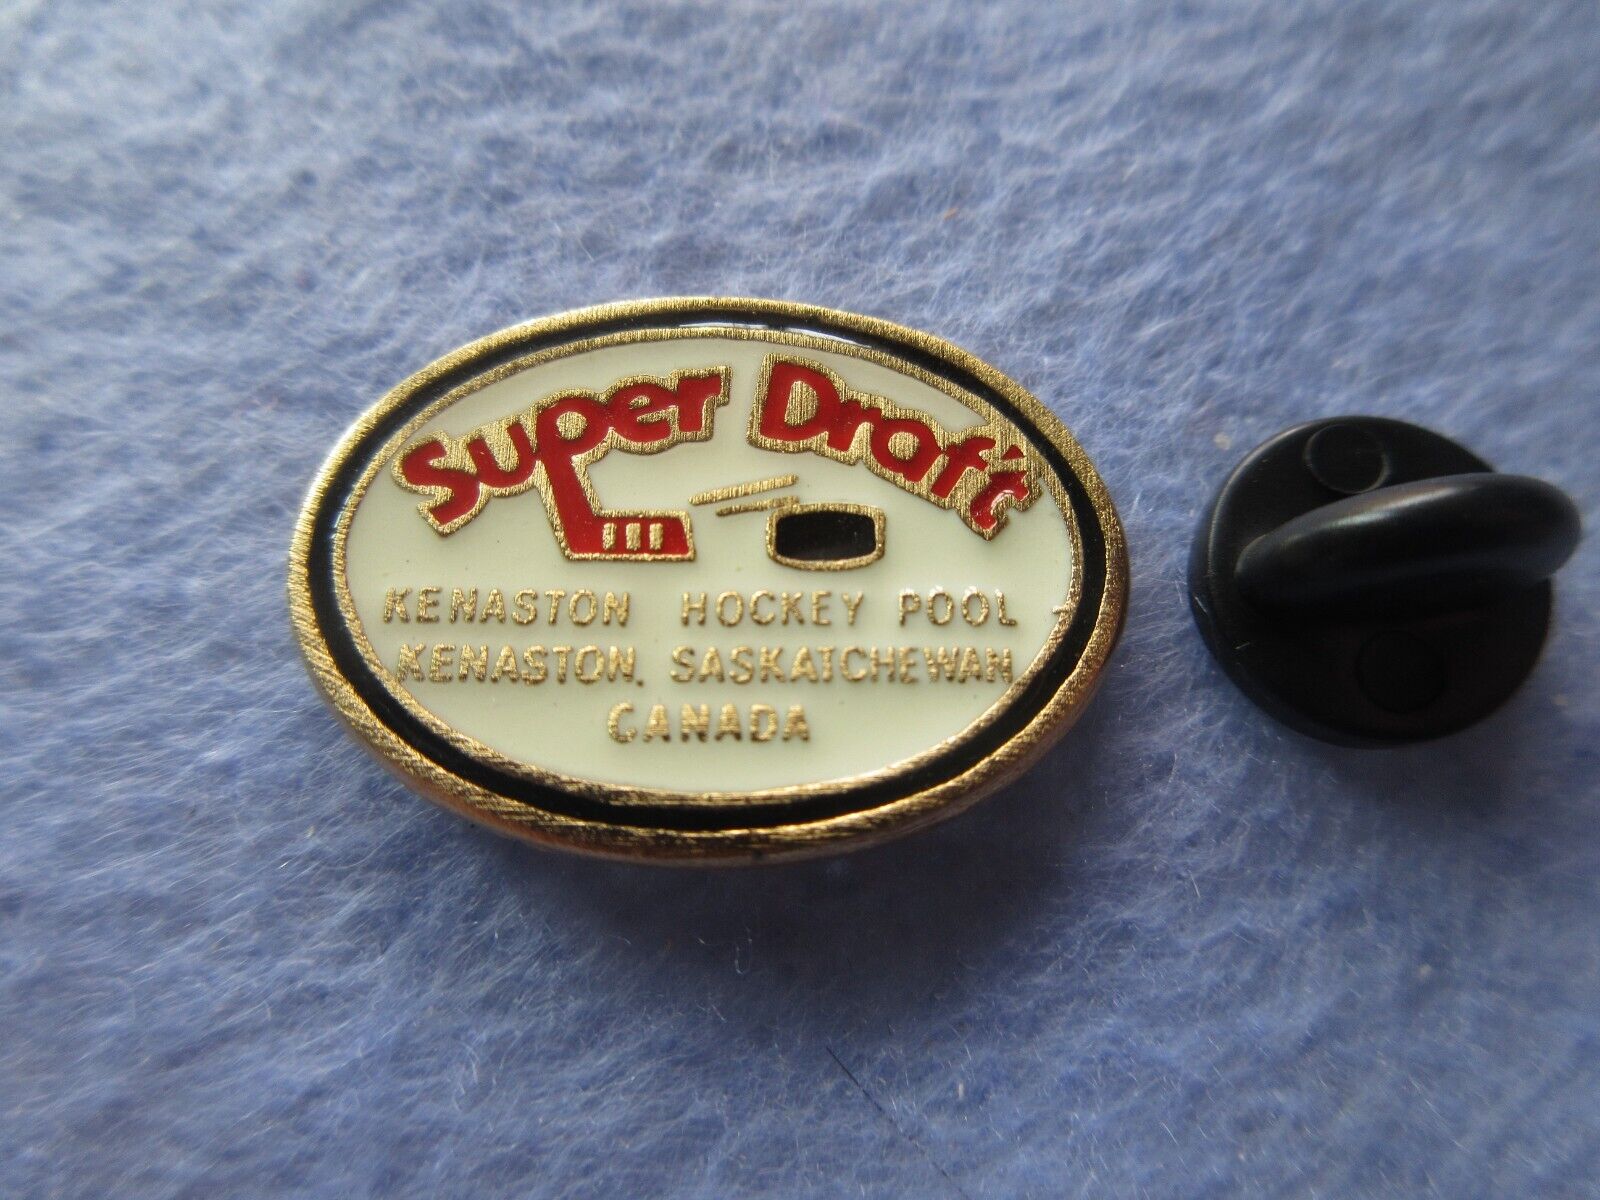 Super Draft
KENASTON HOCKEY POOL
KENASTON, SASKATCHEWAN
CANADA